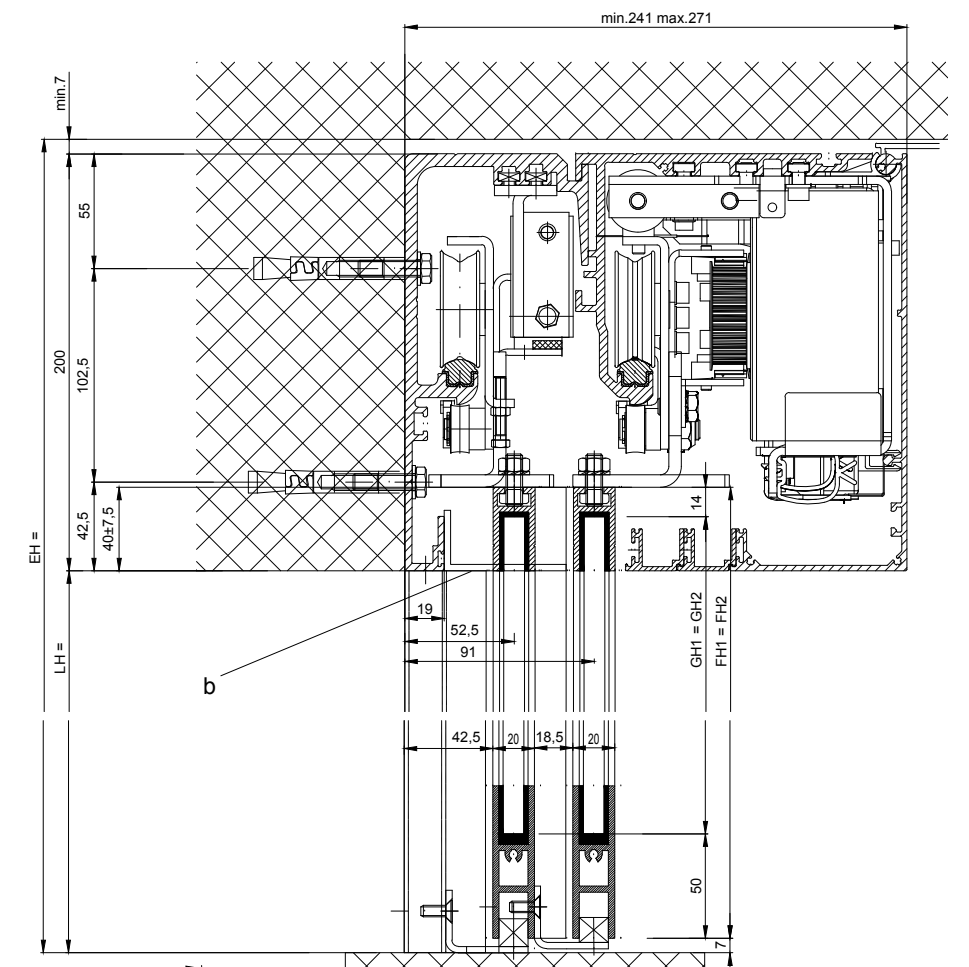 min.241 max.271
min.7
55
200
102,5
42,5
40±7,5
EH =
14
19
52,5
91
LH =
GH1 = GH2
FH1 = FH2
b
42,5
20
18,5
20
50
7